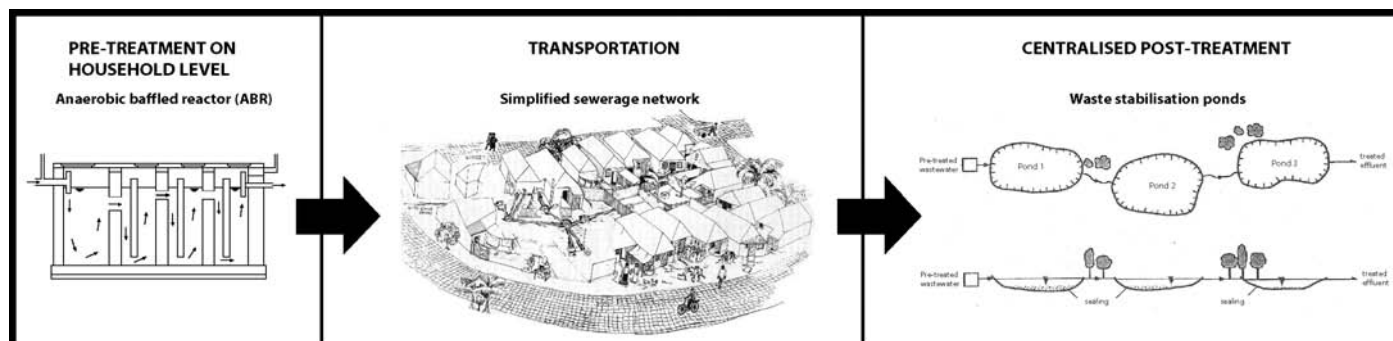 PRE-TREATMENT ON
HOUSEHOLD LEVEL
Anaerobic baffled reactor (ABR)
TRANSPORTATION
Simplified sewerage network
CENTRALISED POST-TREATMENT
Waste stabilisation ponds
Pre-treated
wastewater
Pond 1
Pond 2
Pond 3
treated
effluent
Pre-treated
wastewater
sealing
sealing
treated
effluent